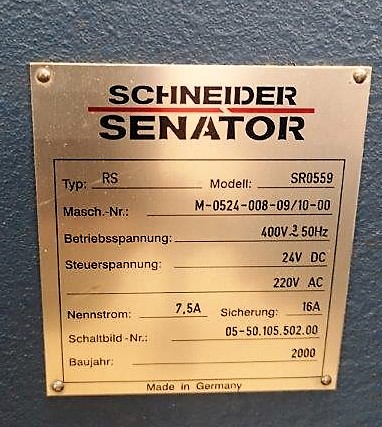 SCHNEIDER
SENATOR
Typ: RS Modell: SR0559
Masch.-Nr.: M-0524-008-09/10-00
Betriebsspannung: 400V 2~ 50Hz
Steuerspannung: 24V DC
220V AC
Nennstrom: 7,5A Sicherung: 16A
Schaltbild-Nr.: 05-50.105.502.00
Baujahr: 2000
Made in Germany